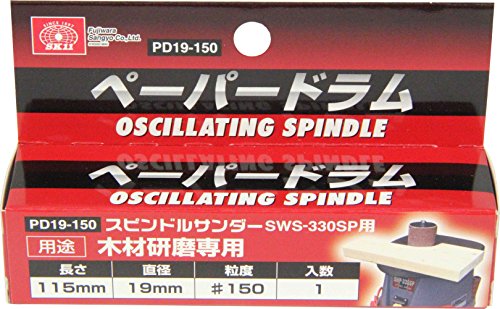 SINCE 1962
SK11
Fujiwara
Sangyo Co.,Ltd.
PD19-150
ペーパードラム
OSCILLATING SPINDLE
ペーパードラム
OSCILLATING SPINDLE
PD19-150 スピンドルサンダーSWS-330SP用
用途 木材研磨専用
長さ 直径 粒度 入数
115mm 19mm #150 1